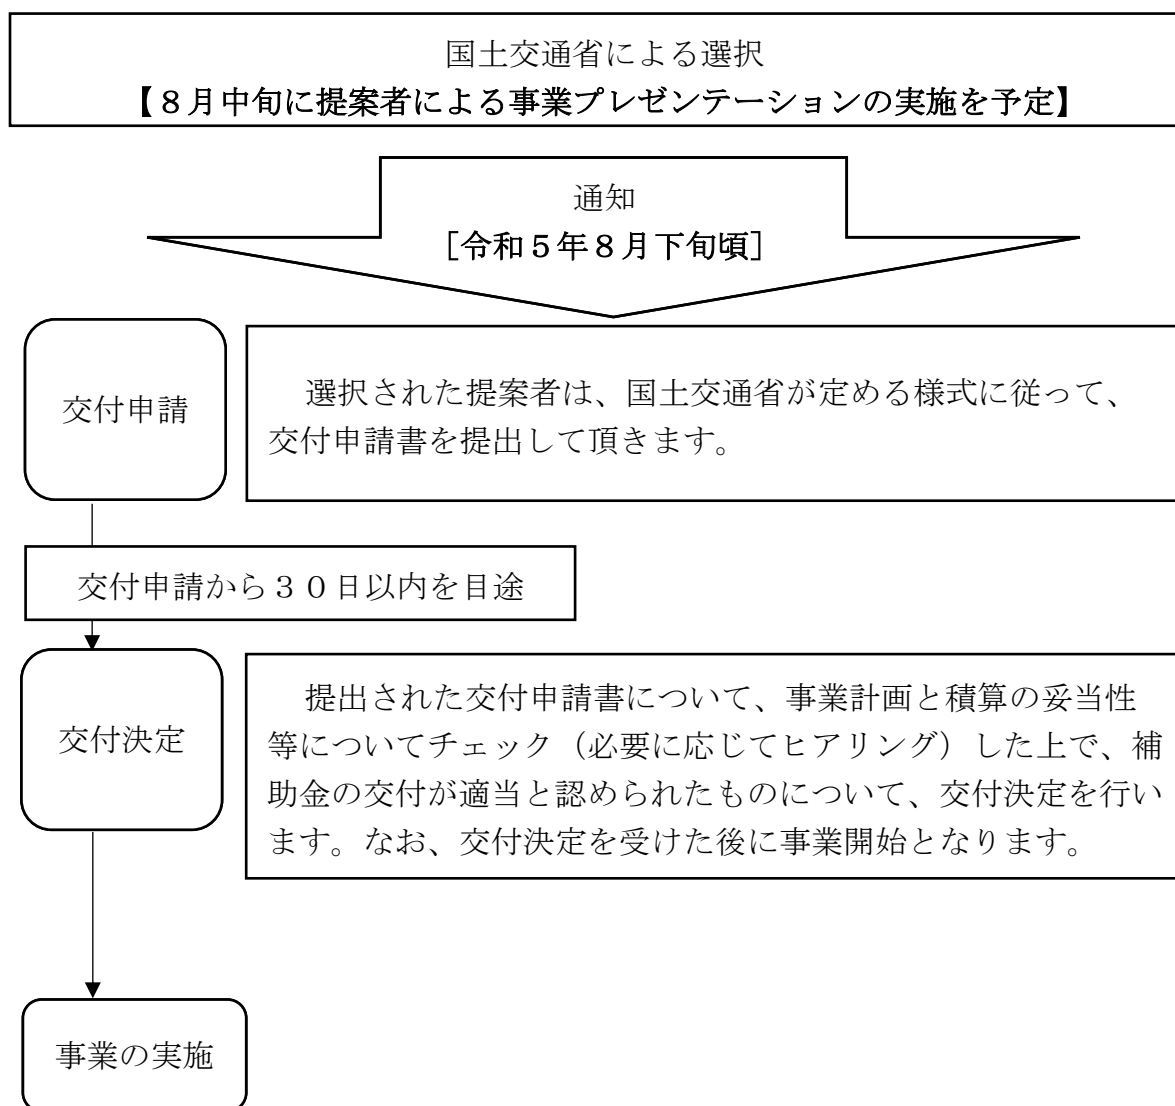 国土交通省による選択
【８月中旬に提案者による事業プレゼンテーションの実施を予定】
通知
［令和５年８月下旬頃］
交付申請
選択された提案者は、国土交通省が定める様式に従って、
交付申請書を提出して頂きます。
交付申請から３０日以内を目途
交付決定
提出された交付申請書について、事業計画と積算の妥当性
等についてチェック（必要に応じてヒアリング）した上で、補
助金の交付が適当と認められたものについて、交付決定を行い
ます。なお、交付決定を受けた後に事業開始となります。
事業の実施